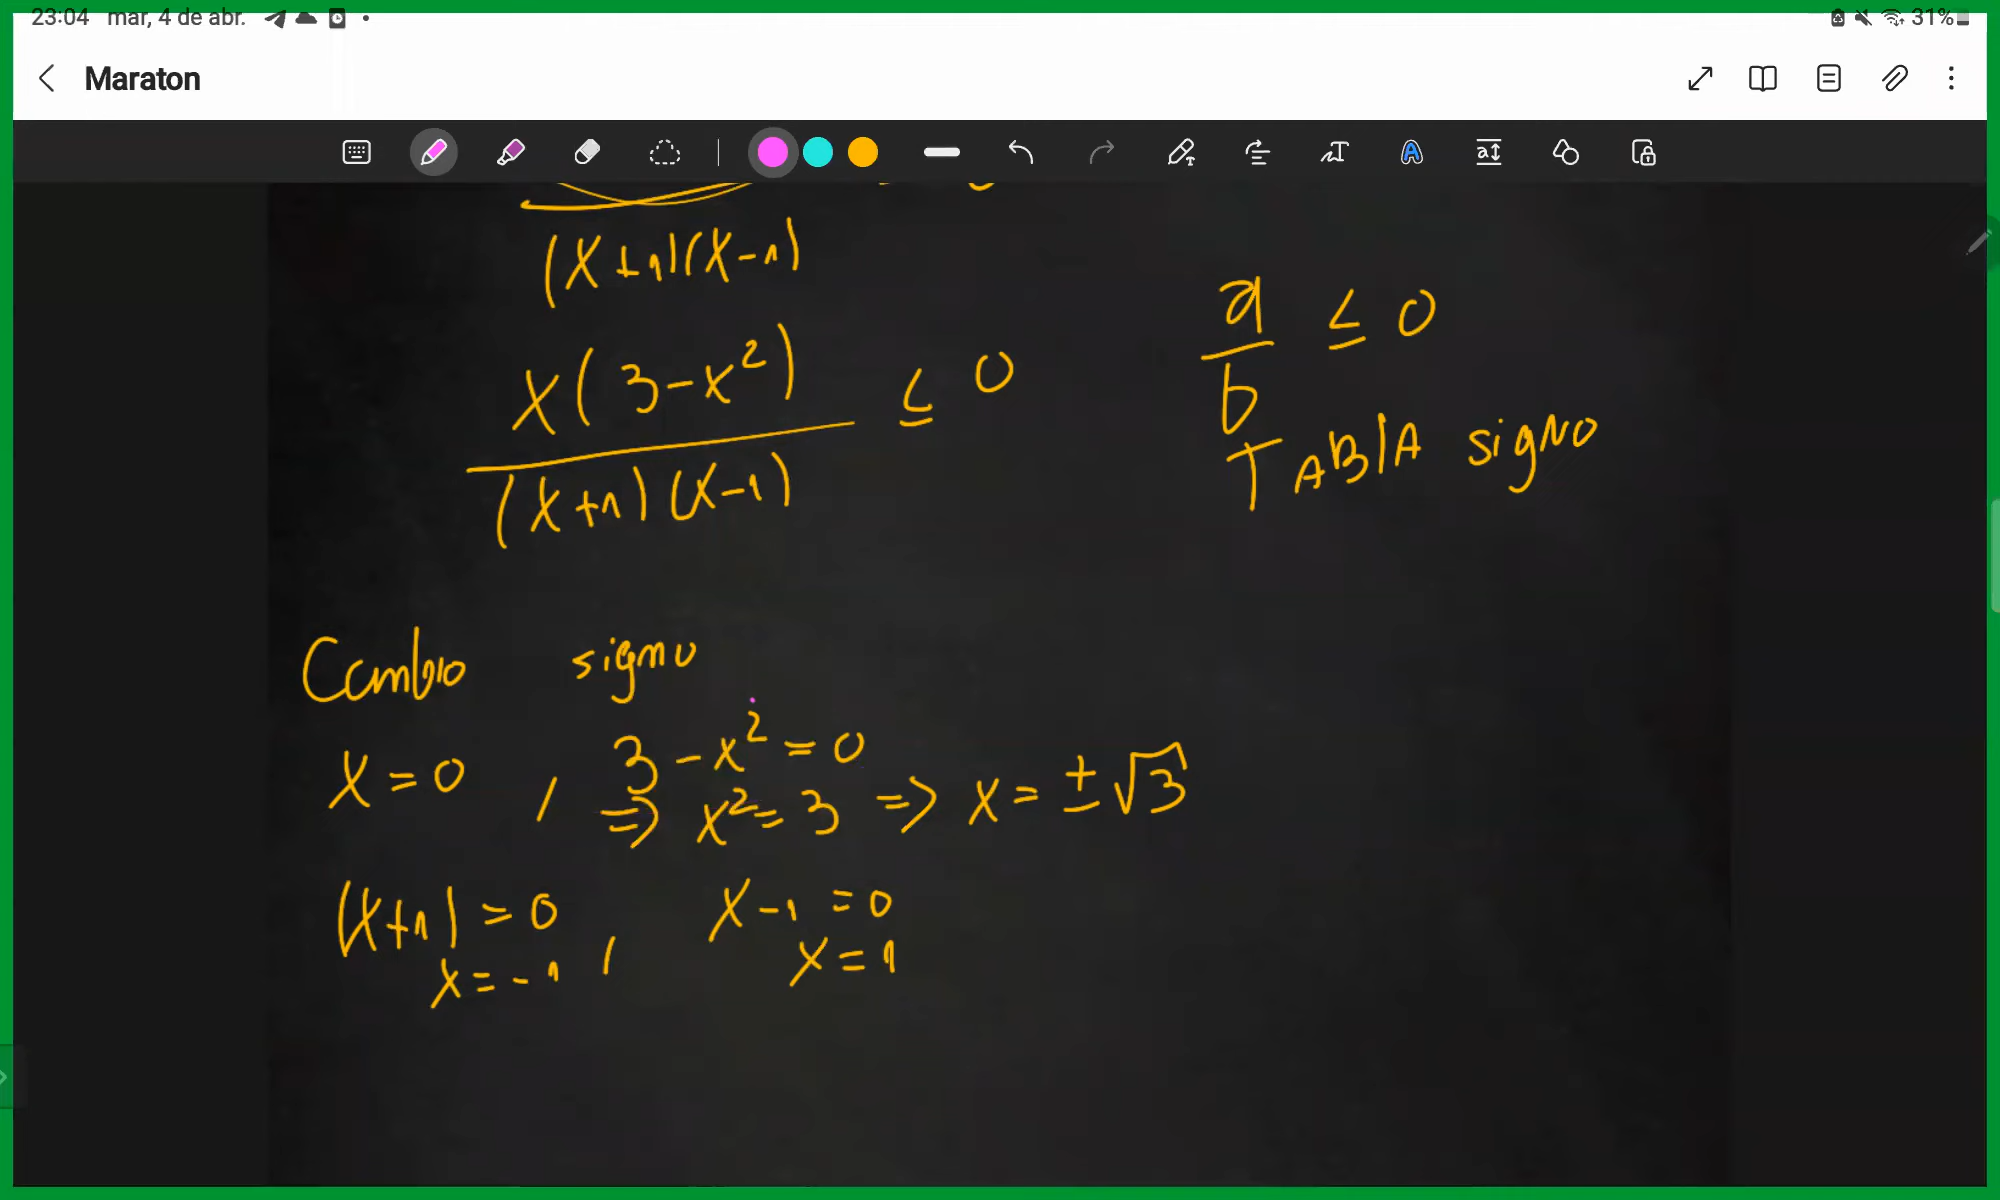 23:04 mar, 4 de abr. 31%
Maraton
(x+1)(x-1)
x(3-x²)/(x+1)(x-1) ≤ 0
a/b ≤ 0
TABlA signo
Cambio signo
x=0 , 3-x²=0
=> x²=3 => x=±√3
(x+1)=0 x-1=0
x=-1 , x=1